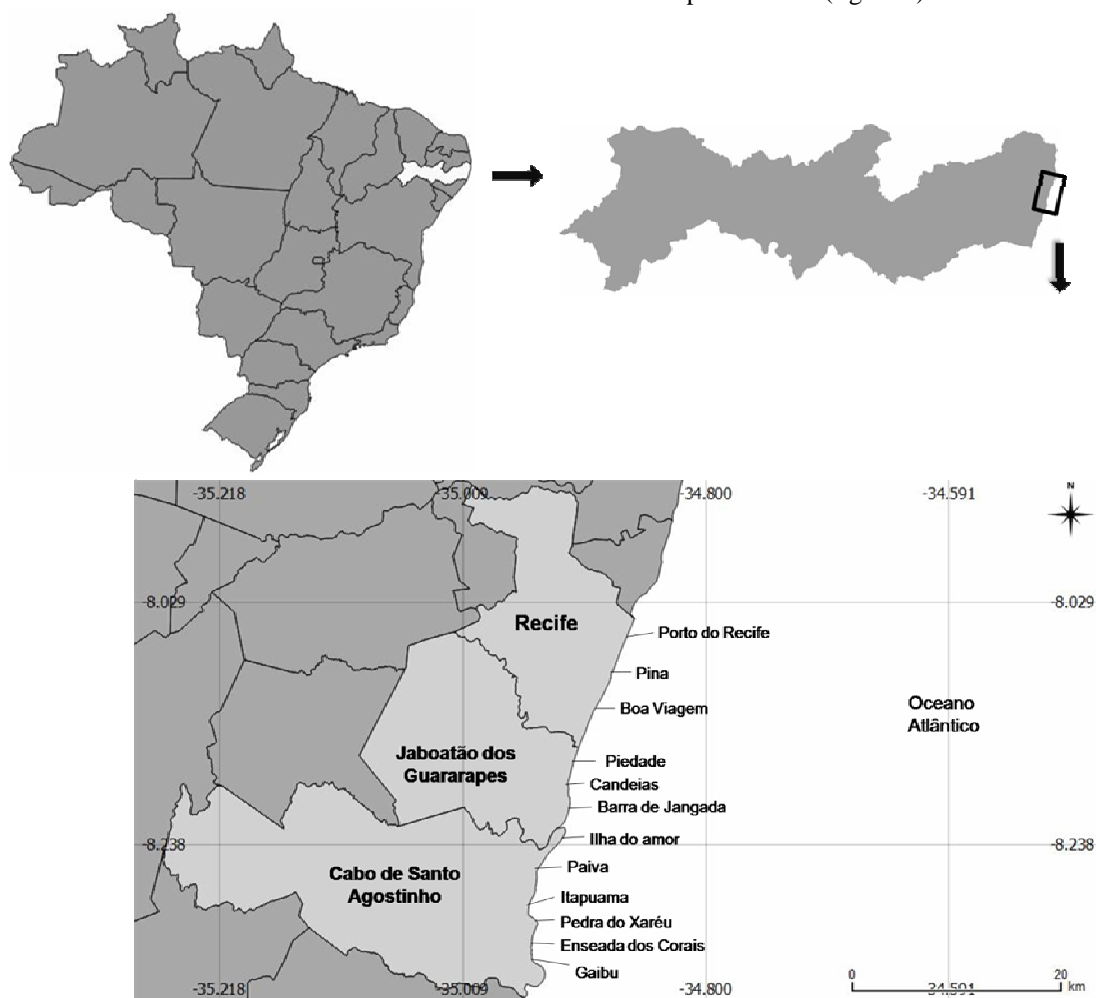 -35.218
-35.009
-34.800
-34.591
N
-8.029
-8.029
Recife
Porto do Recife
Pina
Boa Viagem
Oceano
Atlântico
Jaboatão dos
Guararapes
Piedade
Candeias
Barra de Jangada
Ilha do amor
-8.238
-8.238
Paiva
Cabo de Santo
Agostinho
Itapuama
Pedra do Xaréu
Enseada dos Corais
Gaibu
0
20
km
-35.218
-35.009
-34.800
-34.591